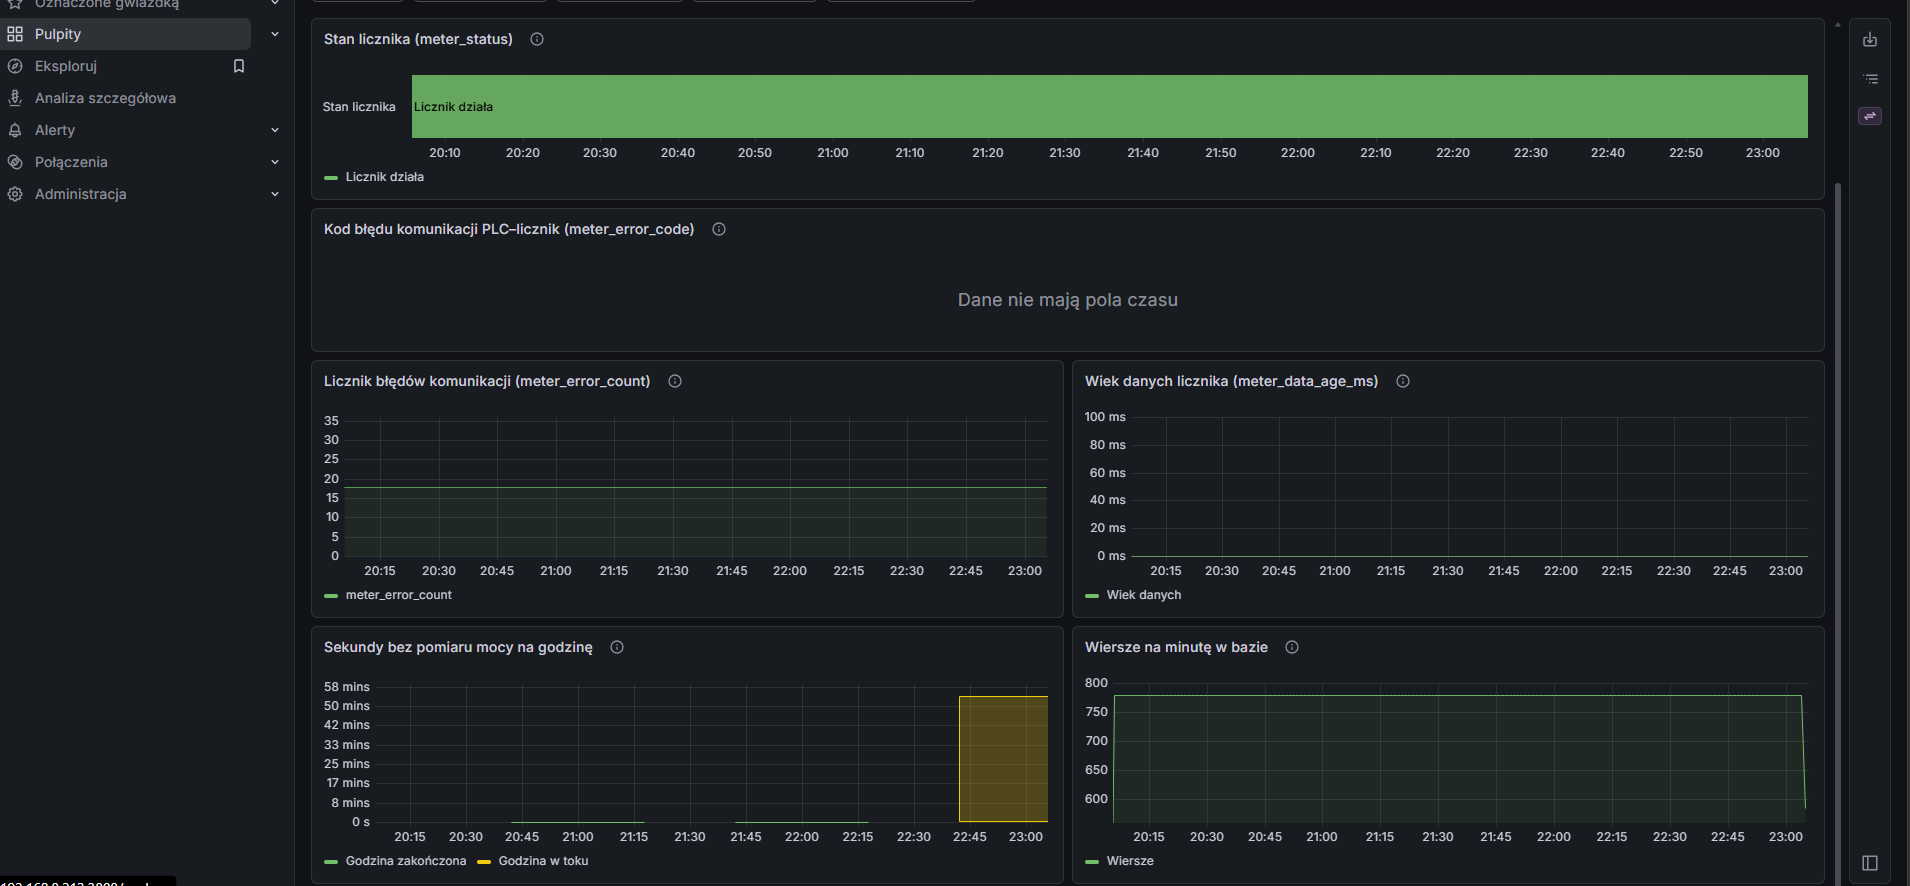 Oznaczone gwiazdką
Pulpity
Eksploruj
Analiza szczegółowa
Alerty
Połączenia
Administracja
Stan licznika (meter_status)
Stan licznika
Licznik działa
20:10 20:20 20:30 20:40 20:50 21:00 21:10 21:20 21:30 21:40 21:50 22:00 22:10 22:20 22:30 22:40 22:50 23:00
Licznik działa
Kod błędu komunikacji PLC–licznik (meter_error_code)
Dane nie mają pola czasu
Licznik błędów komunikacji (meter_error_count)
35
30
25
20
15
10
5
0
20:15 20:30 20:45 21:00 21:15 21:30 21:45 22:00 22:15 22:30 22:45 23:00
meter_error_count
Wiek danych licznika (meter_data_age_ms)
100 ms
80 ms
60 ms
40 ms
20 ms
0 ms
20:15 20:30 20:45 21:00 21:15 21:30 21:45 22:00 22:15 22:30 22:45 23:00
Wiek danych
Sekundy bez pomiaru mocy na godzinę
58 mins
50 mins
42 mins
33 mins
25 mins
17 mins
8 mins
0 s
20:15 20:30 20:45 21:00 21:15 21:30 21:45 22:00 22:15 22:30 22:45 23:00
Godzina zakończona Godzina w toku
Wiersze na minutę w bazie
800
750
700
650
600
20:15 20:30 20:45 21:00 21:15 21:30 21:45 22:00 22:15 22:30 22:45 23:00
Wiersze